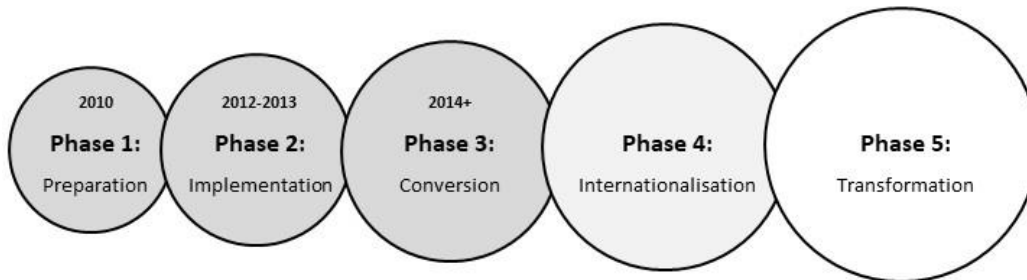 2010
Phase 1:
Preparation
2012-2013
Phase 2:
Implementation
2014+
Phase 3:
Conversion
Phase 4:
Internationalisation
Phase 5:
Transformation